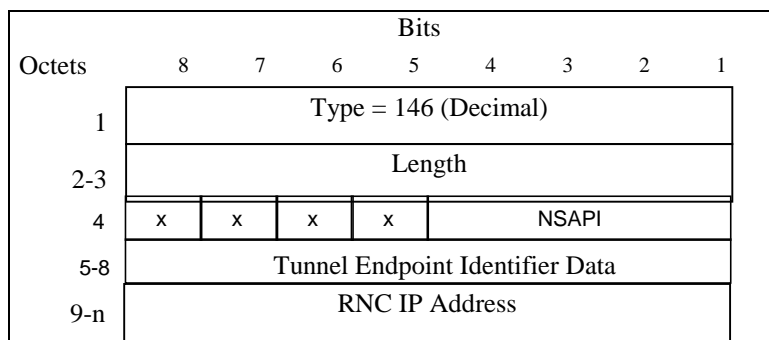 Bits
Octets 8 7 6 5 4 3 2 1
1 Type = 146 (Decimal)
2-3 Length
4 x x x x NSAPI
5-8 Tunnel Endpoint Identifier Data
9-n RNC IP Address